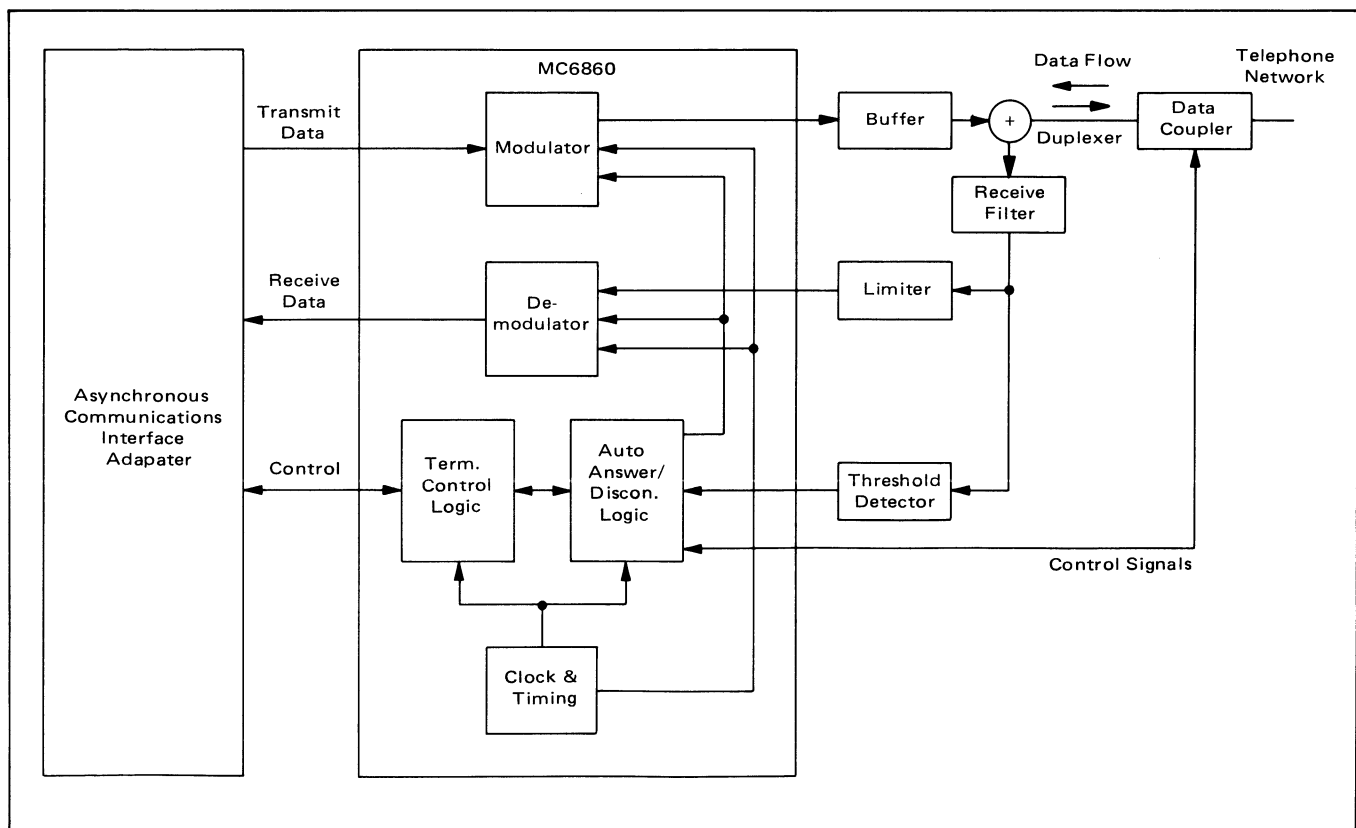 MC6860
Telephone
Network
Data Flow
Transmit
Data
Modulator
Buffer
+
Duplexer
Data
Coupler
Receive
Filter
Receive
Data
De-
modulator
Limiter
Asynchronous
Communications
Interface
Adapater
Control
Term.
Control
Logic
Auto
Answer/
Discon.
Logic
Threshold
Detector
Control Signals
Clock &
Timing